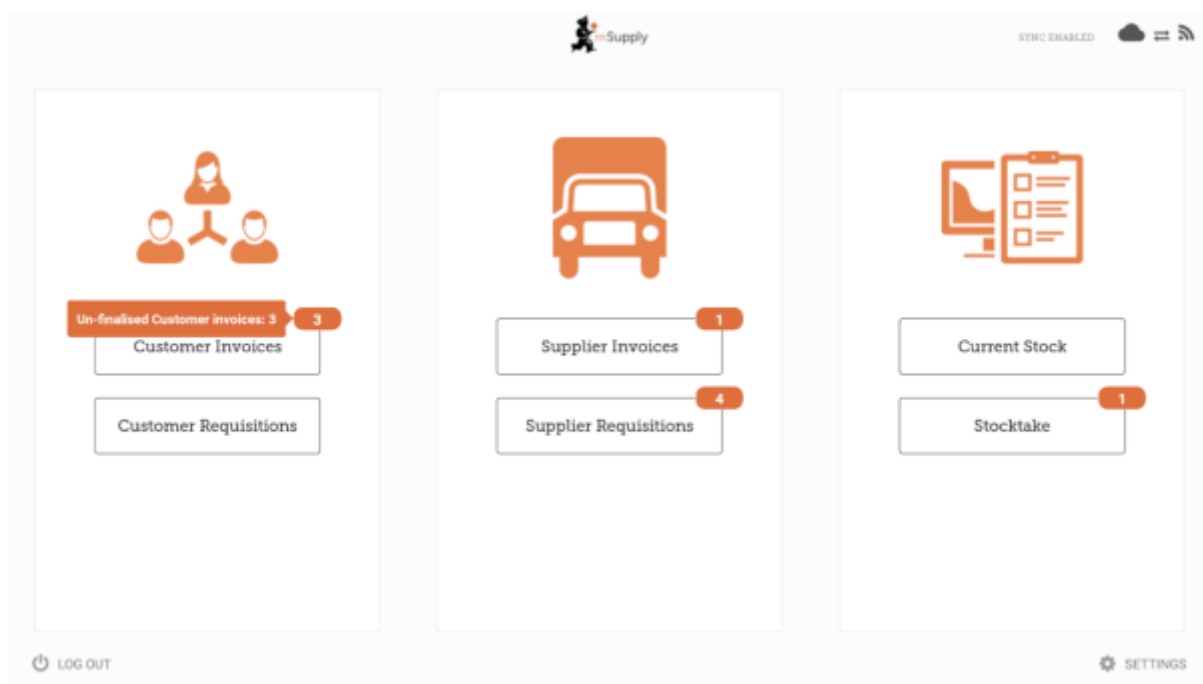 mSupply
SYNC ENABLED
Un-finalised Customer invoices: 3
3
Customer Invoices
Customer Requisitions
1
Supplier Invoices
4
Supplier Requisitions
Current Stock
1
Stocktake
LOG OUT
SETTINGS